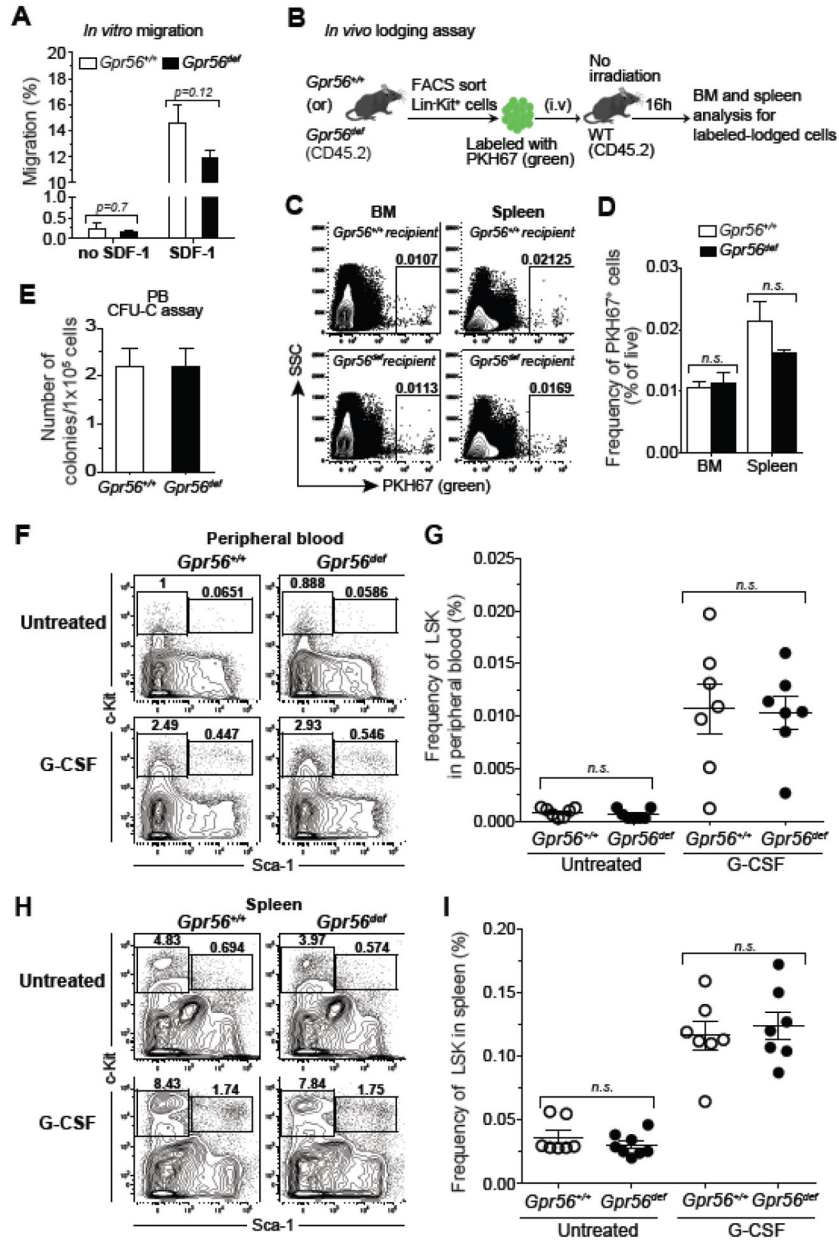 A
In vitro migration
Gpr56+/+ Gpr56def
Migration (%)
20
18
16
14
12
10
1.0
0.5
0.0
p=0.7
p=0.12
no SDF-1 SDF-1
B
In vivo lodging assay
Gpr56+/+
(or)
Gpr56def
(CD45.2)
FACS sort
Lin-Kit+ cells
Labeled with
PKH67 (green)
(i.v)
No
irradiation
WT
(CD45.2)
16h
BM and spleen
analysis for
labeled-lodged cells
C
BM Spleen
Gpr56+/+ recipient Gpr56+/+ recipient
0.0107 0.02125
Gpr56def recipient Gpr56def recipient
0.0113 0.0169
SSC
PKH67 (green)
D
Gpr56+/+
Gpr56def
Frequency of PKH67+ cells
(% of live)
0.03
0.02
0.01
0.00
n.s. n.s.
BM Spleen
E
PB
CFU-C assay
Number of
colonies/1x10⁵ cells
3
2
1
0
Gpr56+/+ Gpr56def
F
Peripheral blood
Gpr56+/+ Gpr56def
Untreated
1 0.0651 0.888 0.0586
c-Kit
G-CSF
2.49 0.447 2.93 0.546
Sca-1
G
Frequency of LSK
in peripheral blood (%)
0.025
0.020
0.015
0.010
0.005
0.000
n.s. n.s.
Gpr56+/+ Gpr56def Gpr56+/+ Gpr56def
Untreated G-CSF
H
Spleen
Gpr56+/+ Gpr56def
Untreated
4.83 0.694 3.97 0.574
c-Kit
G-CSF
8.43 1.74 7.84 1.75
Sca-1
I
Frequency of LSK in spleen (%)
0.20
0.15
0.10
0.05
0.00
n.s. n.s.
Gpr56+/+ Gpr56def Gpr56+/+ Gpr56def
Untreated G-CSF